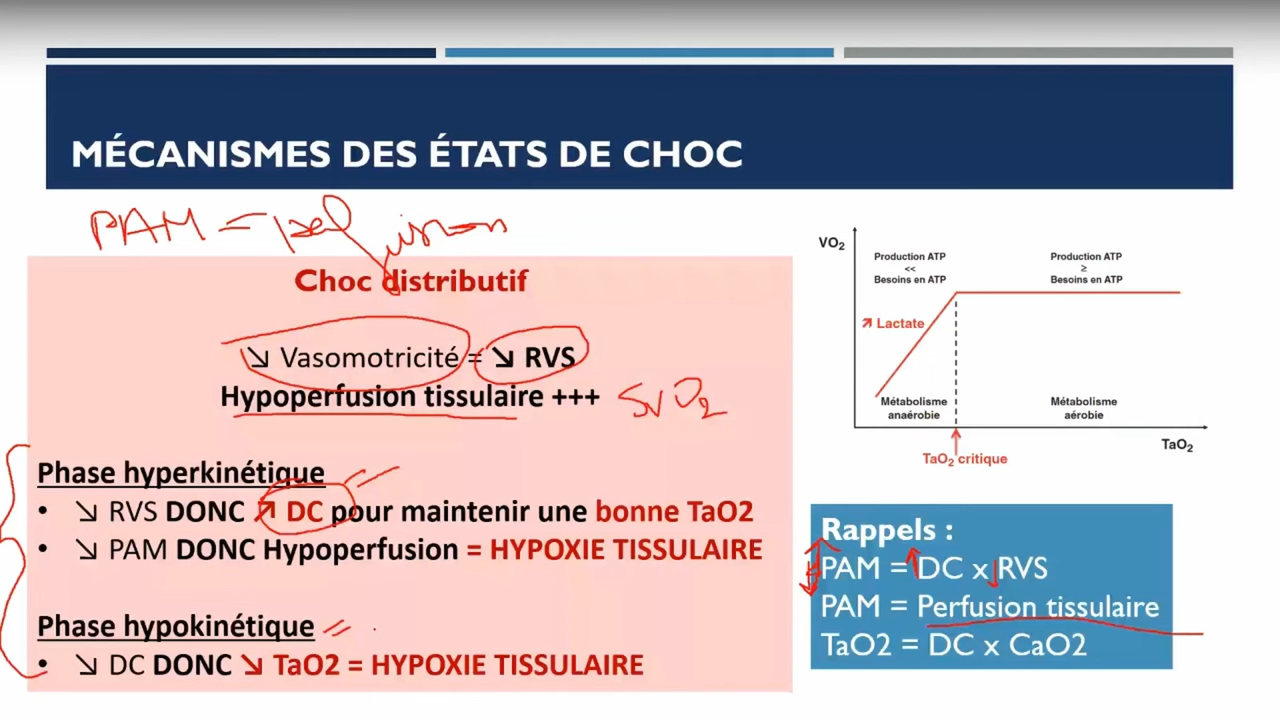 MÉCANISMES DES ÉTATS DE CHOC
PAM = perfusion
Choc distributif
↘ Vasomotricité = ↘ RVS
Hypoperfusion tissulaire +++
SVO2
Phase hyperkinétique
• ↘ RVS DONC ↗ DC pour maintenir une bonne TaO2
• ↘ PAM DONC Hypoperfusion = HYPOXIE TISSULAIRE
Phase hypokinétique
• ↘ DC DONC ↘ TaO2 = HYPOXIE TISSULAIRE
VO2
Production ATP
<<
Besoins en ATP
Production ATP
≥
Besoins en ATP
↗ Lactate
Métabolisme
anaérobie
Métabolisme
aérobie
TaO2
TaO2 critique
Rappels :
PAM = DC x RVS
PAM = Perfusion tissulaire
TaO2 = DC x CaO2